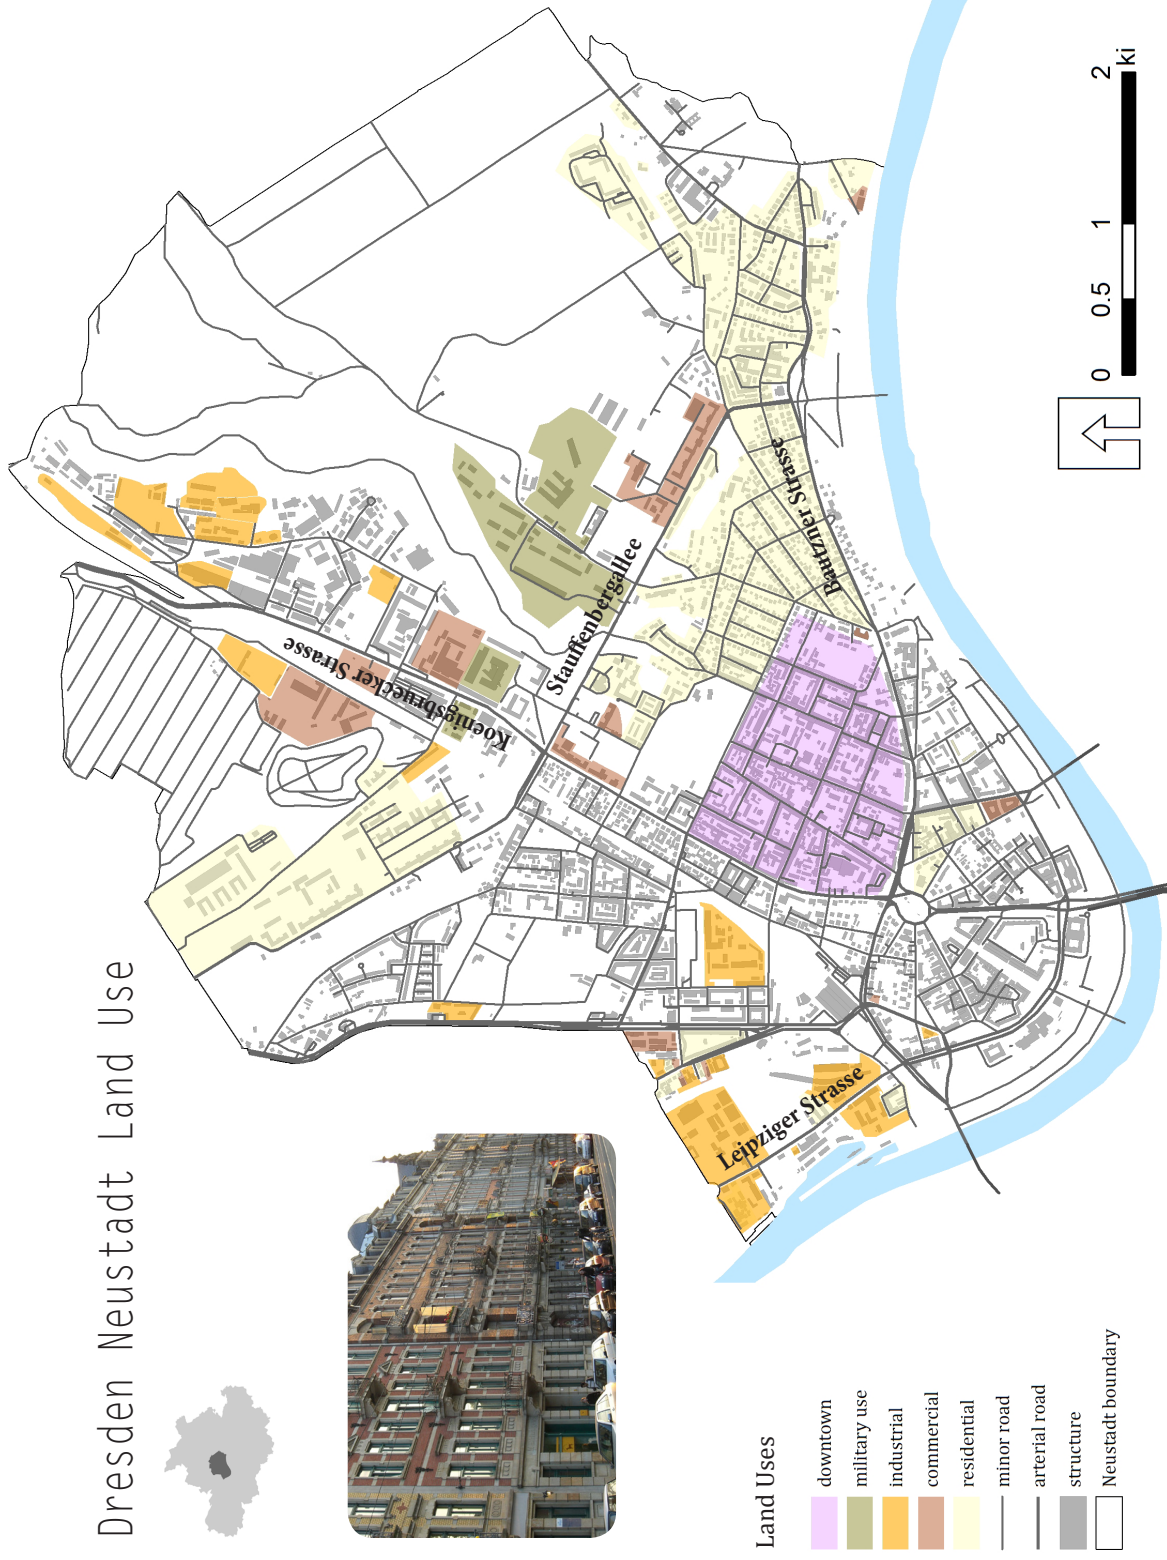 Dresden Neustadt Land Use
Koenigsbruecker Strasse
Stauffenbergallee
Bautzner Strasse
Leipziger Strasse
Land Uses
downtown
military use
industrial
commercial
residential
minor road
arterial road
structure
Neustadt boundary
0 0.5 1 2
ki